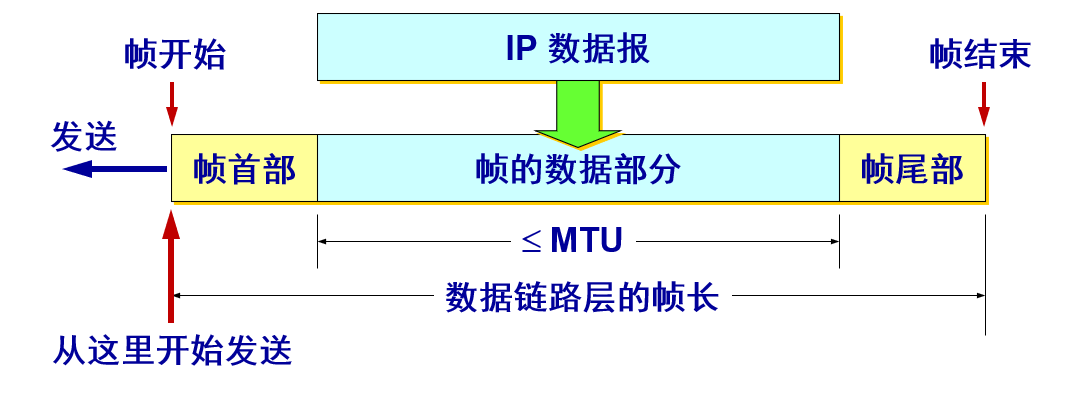 IP 数据报
帧开始
帧结束
发送
帧首部
帧的数据部分
帧尾部
≤ MTU
数据链路层的帧长
从这里开始发送